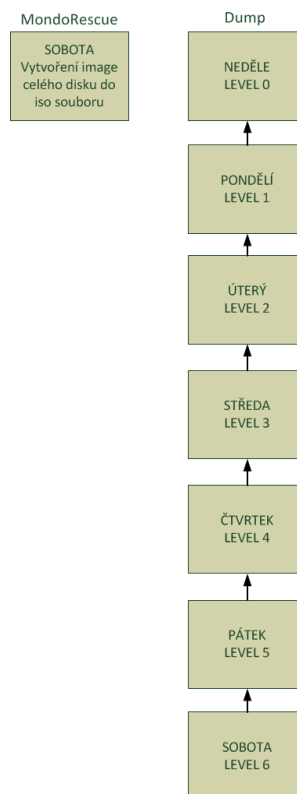 MondoRescue
SOBOTA
Vytvoření image
celého disku do
iso souboru
Dump
NEDĚLE
LEVEL 0
PONDĚLÍ
LEVEL 1
ÚTERÝ
LEVEL 2
STŘEDA
LEVEL 3
ČTVRTEK
LEVEL 4
PÁTEK
LEVEL 5
SOBOTA
LEVEL 6